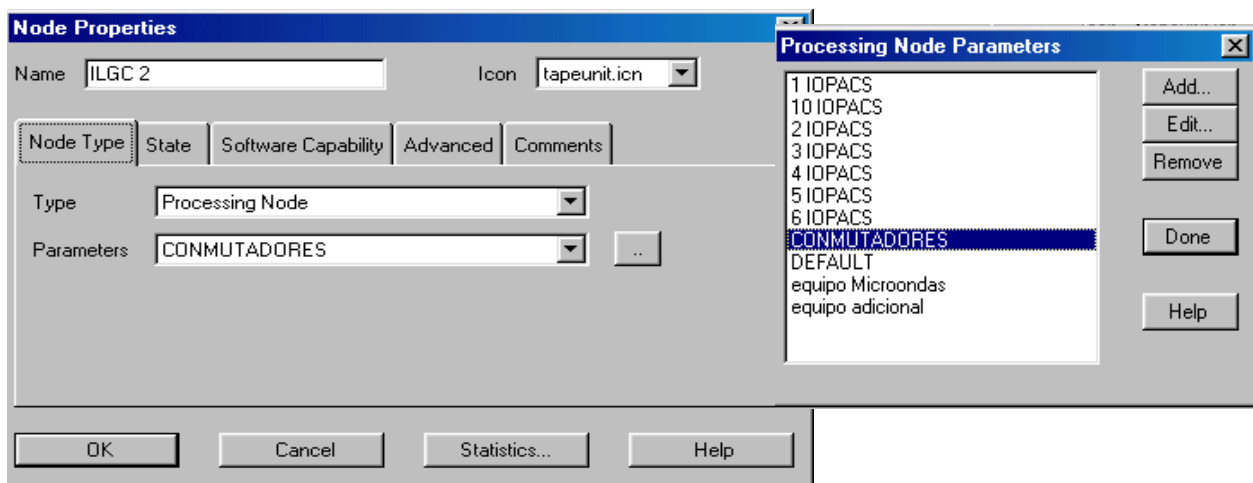 Node Properties
Name ILGC 2 Icon tapeunit.icn
Node Type State Software Capability Advanced Comments
Type Processing Node
Parameters CONMUTADORES ..
OK Cancel Statistics... Help
Processing Node Parameters
1 IOPACS
10 IOPACS
2 IOPACS
3 IOPACS
4 IOPACS
5 IOPACS
6 IOPACS
CONMUTADORES
DEFAULT
equipo Microondas
equipo adicional
Add...
Edit...
Remove
Done
Help